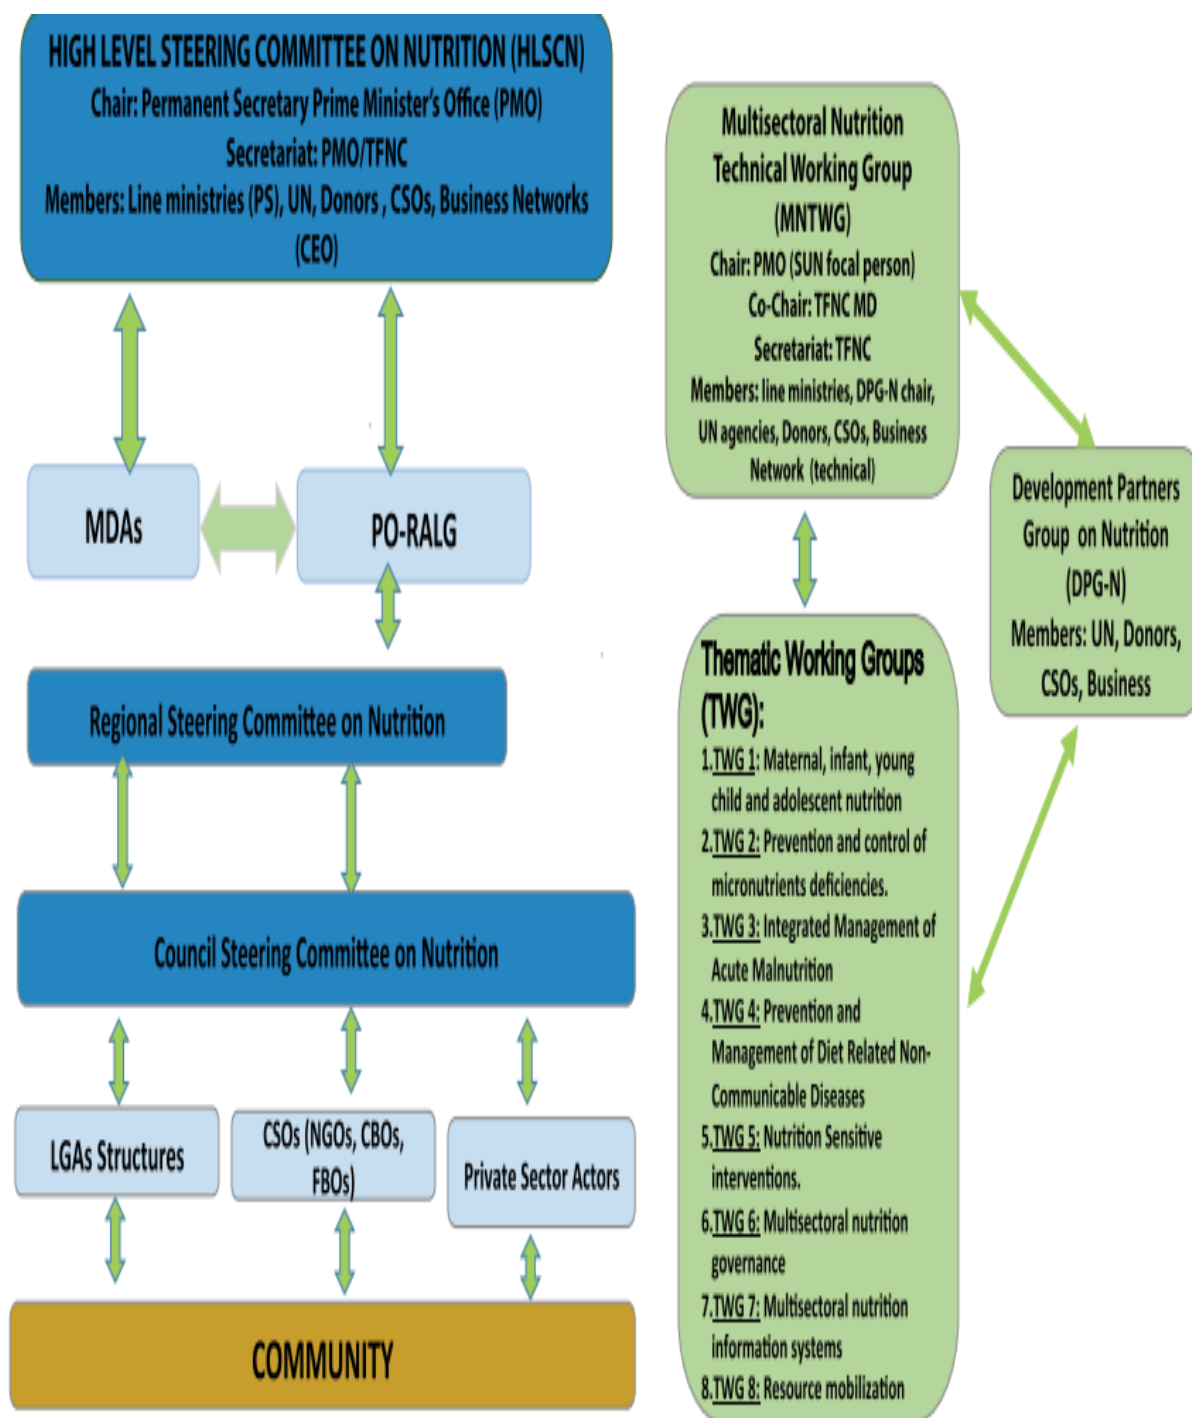 HIGH LEVEL STEERING COMMITTEE ON NUTRITION (HLSCN)
Chair: Permanent Secretary Prime Minister's Office (PMO)
Secretariat: PMO/TFNC
Members: Line ministries (PS), UN, Donors , CSOs, Business Networks
(CEO)
MDAs
PO-RALG
Regional Steering Committee on Nutrition
Council Steering Committee on Nutrition
LGAs Structures
CSOs (NGOs, CBOs,
FBOs)
Private Sector Actors
COMMUNITY
Multisectoral Nutrition
Technical Working Group
(MNTWG)
Chair: PMO (SUN focal person)
Co-Chair: TFNC MD
Secretariat: TFNC
Members: line ministries, DPG-N chair,
UN agencies, Donors, CSOs, Business
Network (technical)
Development Partners
Group on Nutrition
(DPG-N)
Members: UN, Donors,
CSOs, Business
Thematic Working Groups
(TWG):
1.TWG 1: Maternal, infant, young
child and adolescent nutrition
2.TWG 2: Prevention and control of
micronutrients deficiencies.
3.TWG 3: Integrated Management of
Acute Malnutrition
4.TWG 4: Prevention and
Management of Diet Related Non-
Communicable Diseases
5.TWG 5: Nutrition Sensitive
interventions.
6.TWG 6: Multisectoral nutrition
governance
7.TWG 7: Multisectoral nutrition
information systems
8.TWG 8: Resource mobilization